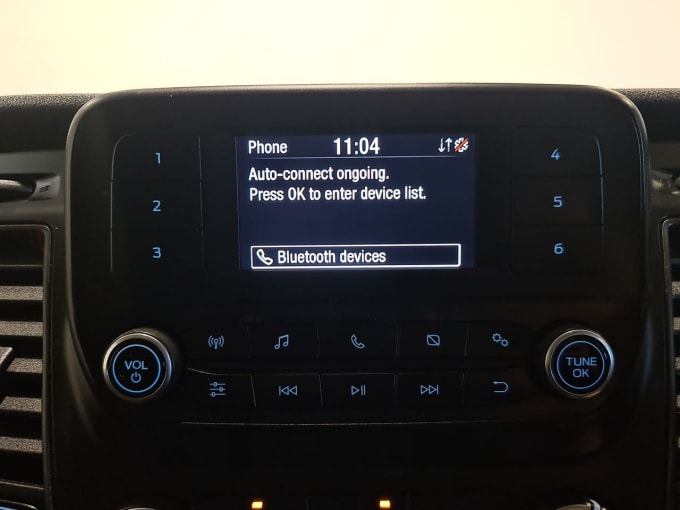 Phone 11:04
Auto-connect ongoing.
Press OK to enter device list.
Bluetooth devices
1
2
3
4
5
6
VOL
TUNE
OK